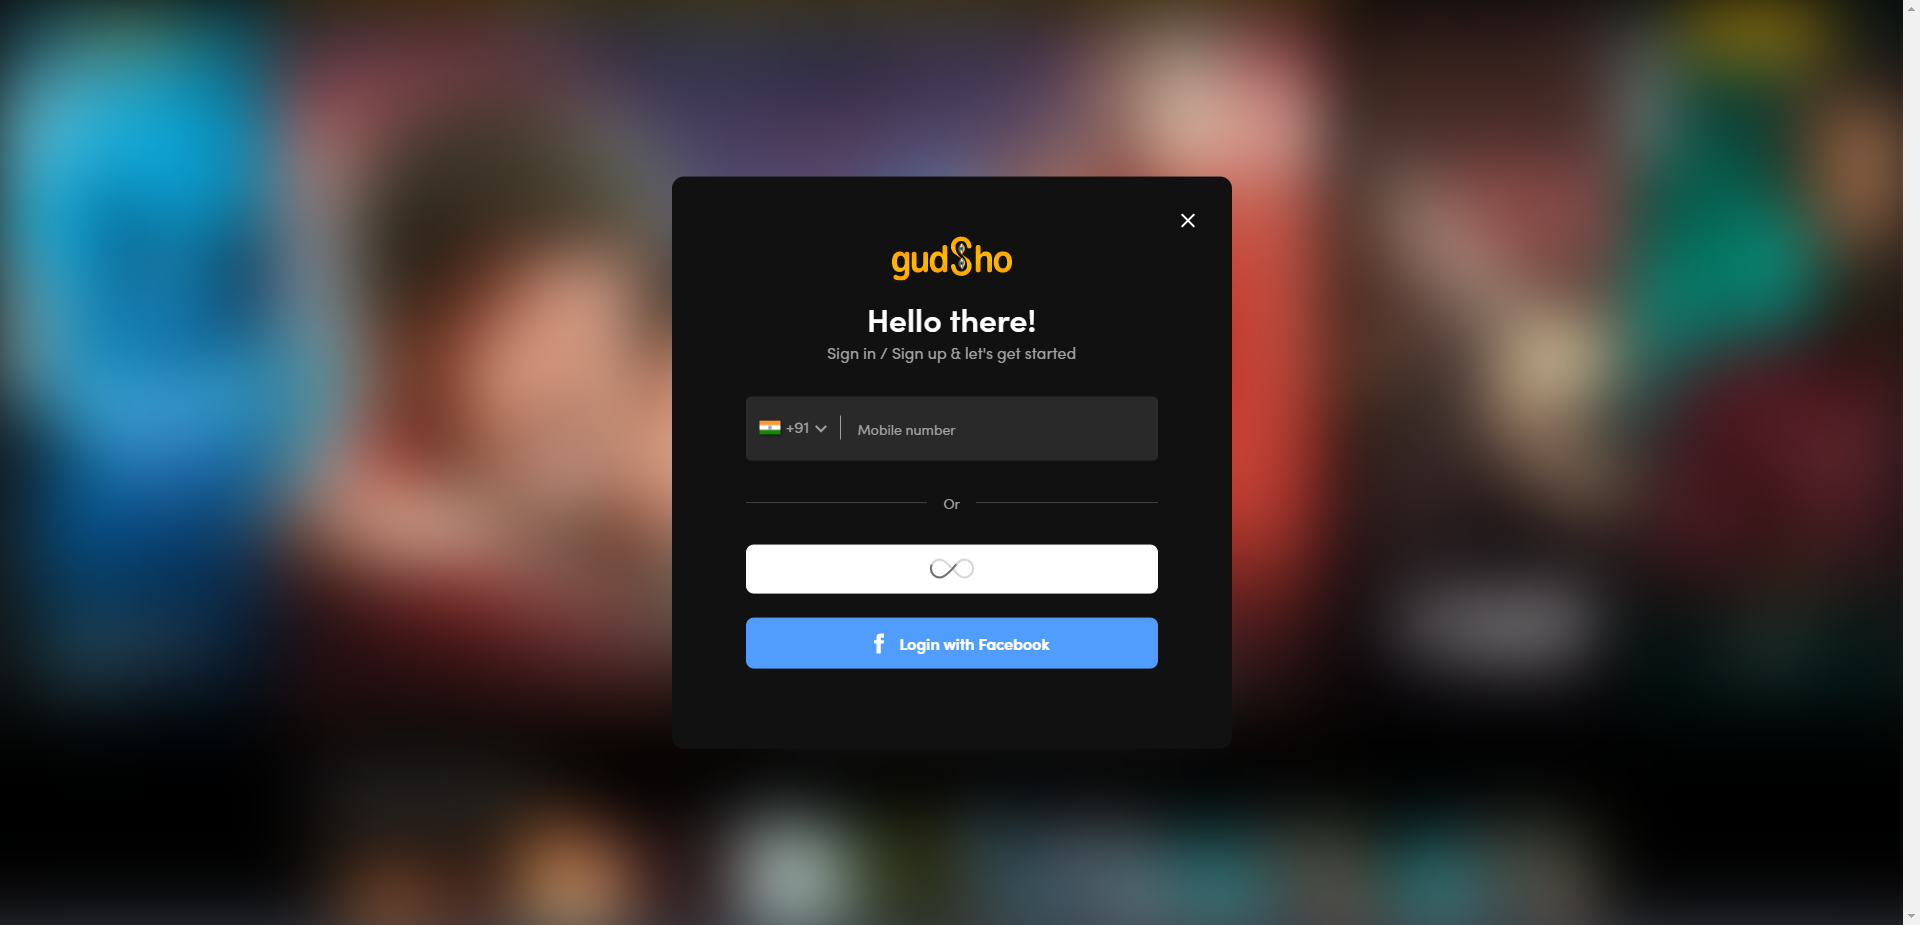 gudSho
Hello there!
Sign in / Sign up & let's get started
+91
Mobile number
Or
Login with Facebook